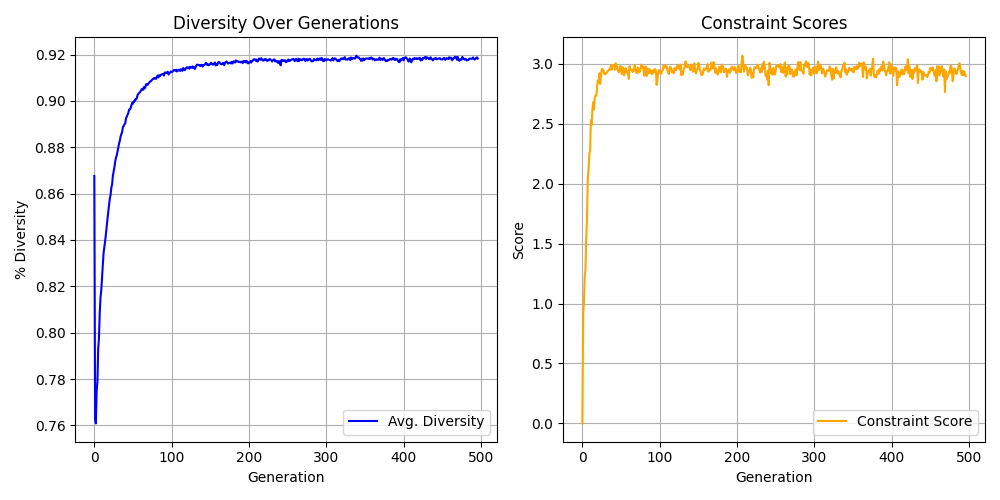 Diversity Over Generations
% Diversity
0.92
0.90
0.88
0.86
0.84
0.82
0.80
0.78
0.76
0 100 200 300 400 500
Generation
Avg. Diversity
Constraint Scores
Score
3.0
2.5
2.0
1.5
1.0
0.5
0.0
0 100 200 300 400 500
Generation
Constraint Score